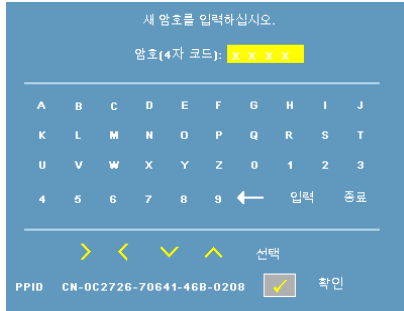 새 암호를 입력하십시오.
암호(4자 코드): X X X X
A B C D E F G H I J
K L M N O P Q R S T
U V W X Y Z 0 1 2 3
4 5 6 7 8 9 ← 입력 종료
> < ∨ ∧ 선택
PPID CN-0C2726-70641-46B-0208 ✓ 확인